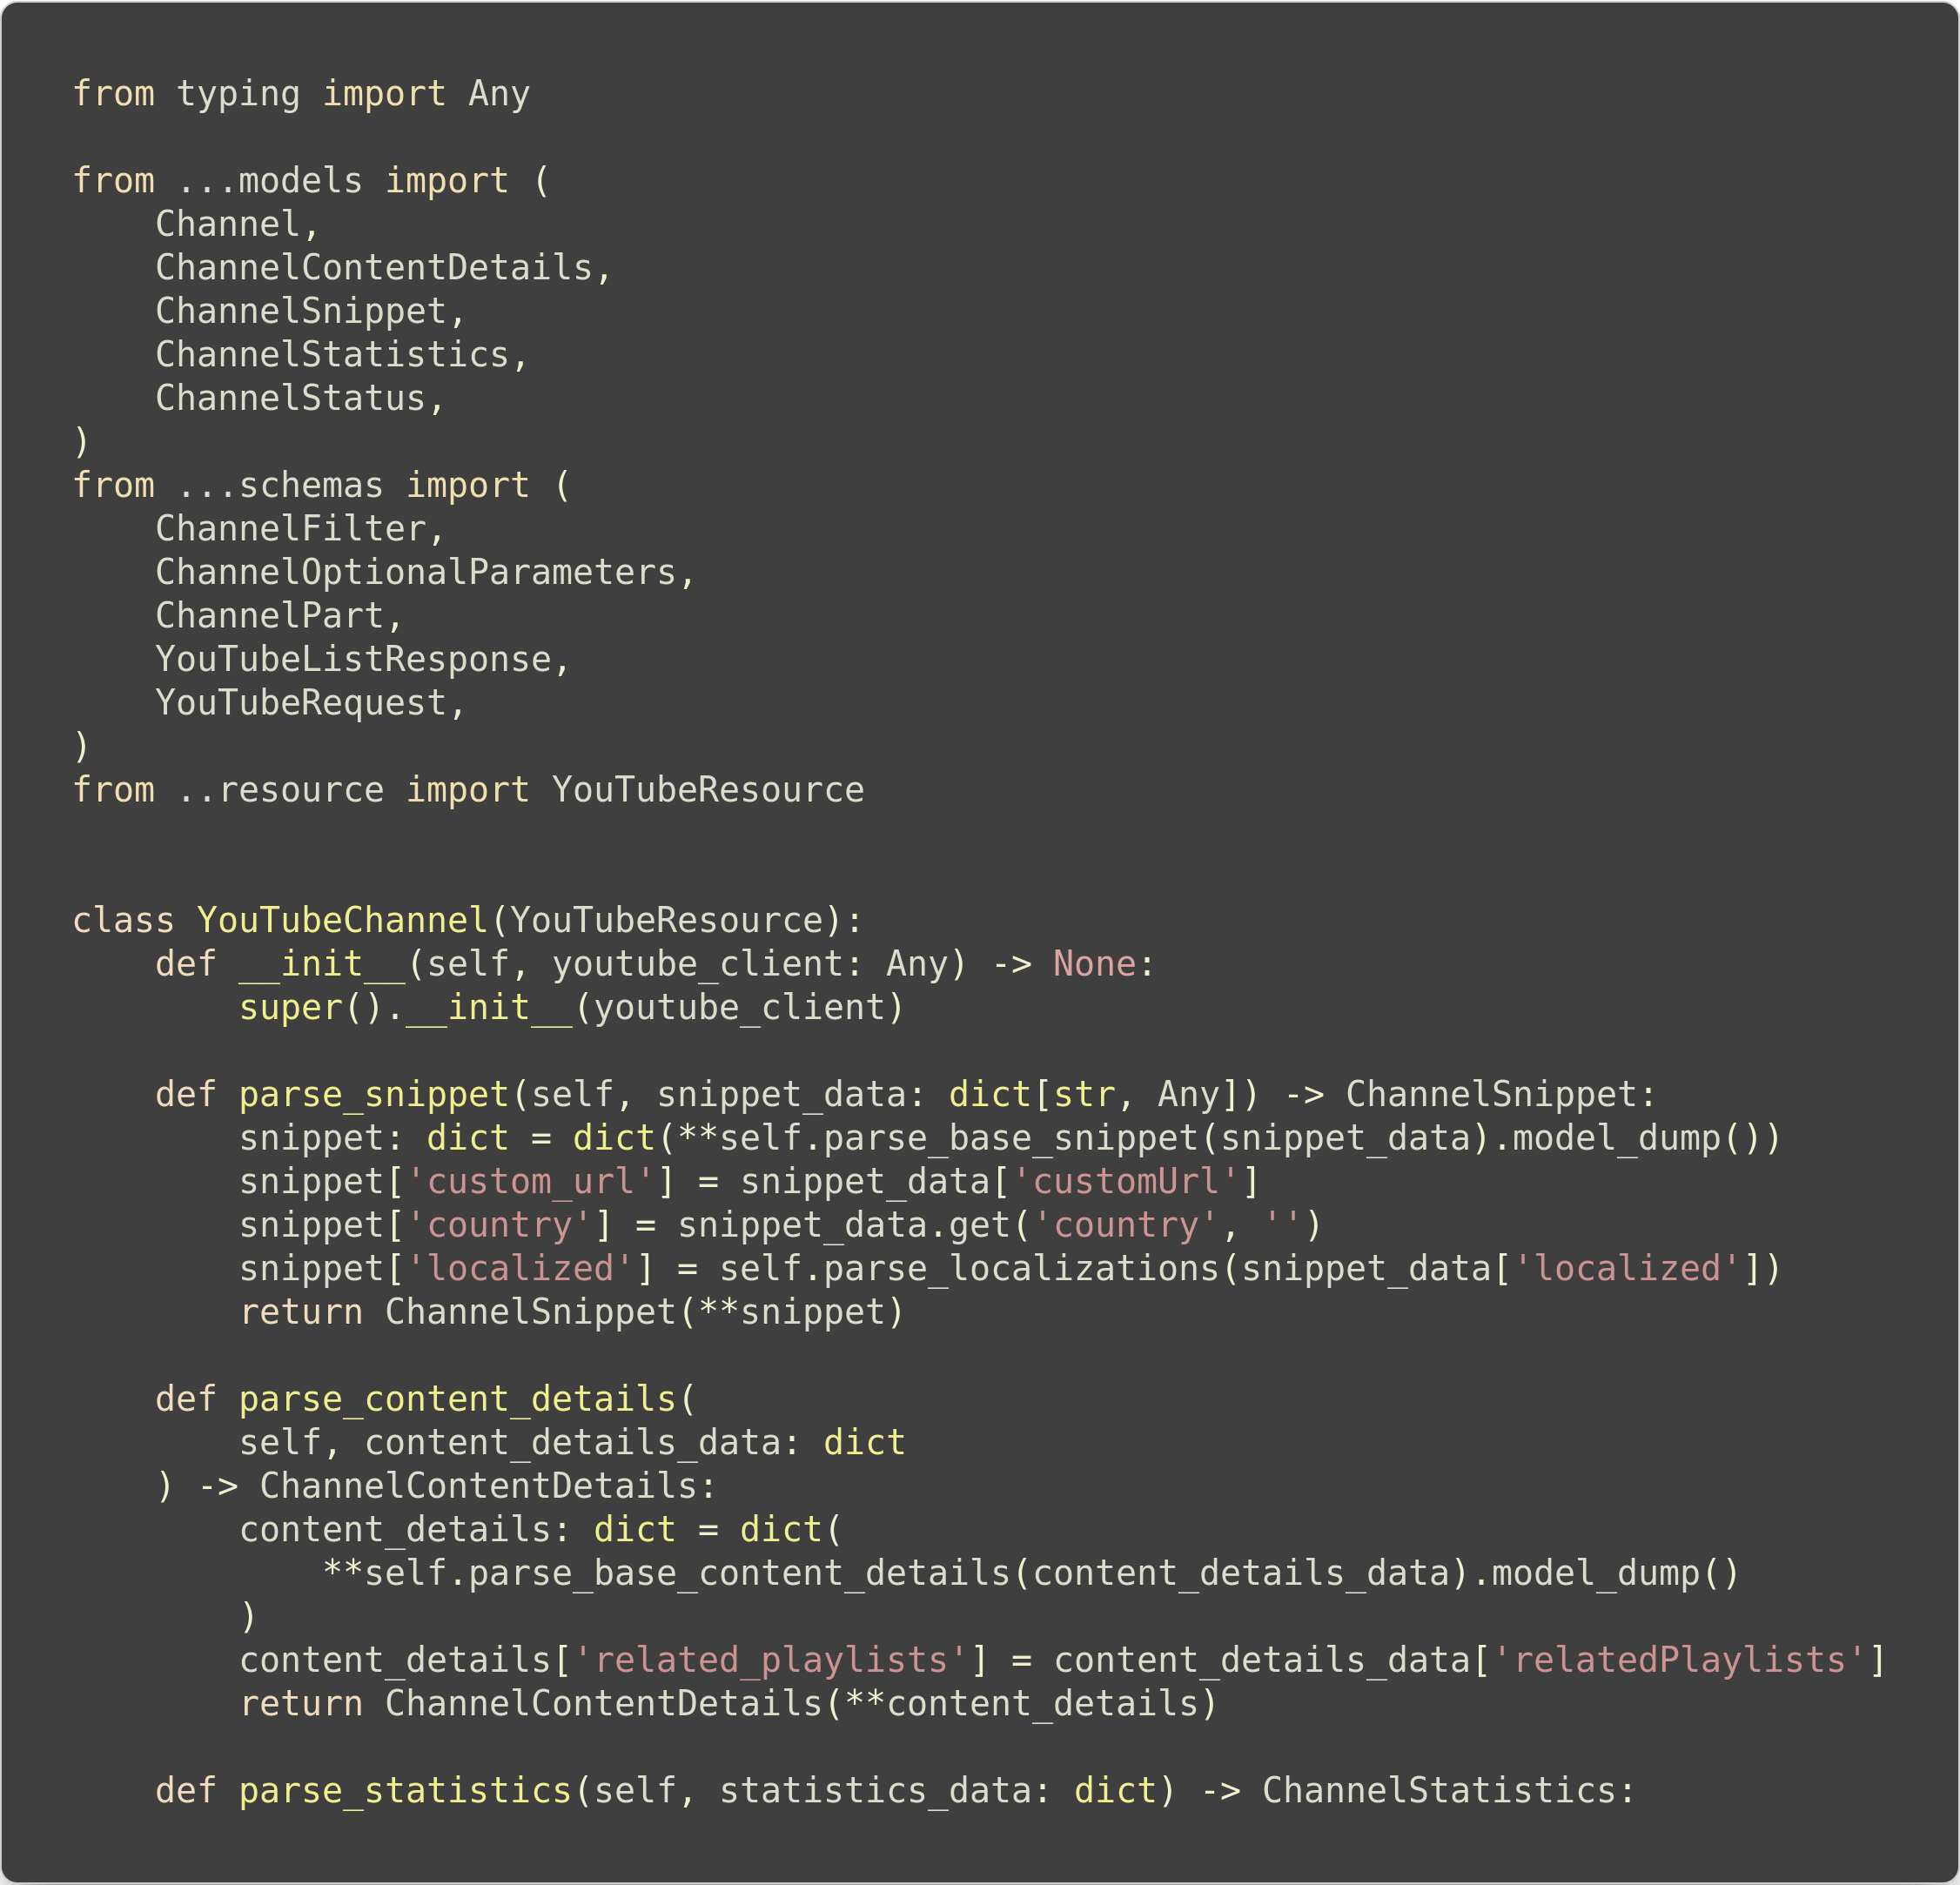 from typing import Any

from ...models import (
    Channel,
    ChannelContentDetails,
    ChannelSnippet,
    ChannelStatistics,
    ChannelStatus,
)
from ...schemas import (
    ChannelFilter,
    ChannelOptionalParameters,
    ChannelPart,
    YouTubeListResponse,
    YouTubeRequest,
)
from ..resource import YouTubeResource


class YouTubeChannel(YouTubeResource):
    def __init__(self, youtube_client: Any) -> None:
        super().__init__(youtube_client)

    def parse_snippet(self, snippet_data: dict[str, Any]) -> ChannelSnippet:
        snippet: dict = dict(**self.parse_base_snippet(snippet_data).model_dump())
        snippet['custom_url'] = snippet_data['customUrl']
        snippet['country'] = snippet_data.get('country', '')
        snippet['localized'] = self.parse_localizations(snippet_data['localized'])
        return ChannelSnippet(**snippet)

    def parse_content_details(
        self, content_details_data: dict
    ) -> ChannelContentDetails:
        content_details: dict = dict(
            **self.parse_base_content_details(content_details_data).model_dump()
        )
        content_details['related_playlists'] = content_details_data['relatedPlaylists']
        return ChannelContentDetails(**content_details)

    def parse_statistics(self, statistics_data: dict) -> ChannelStatistics: